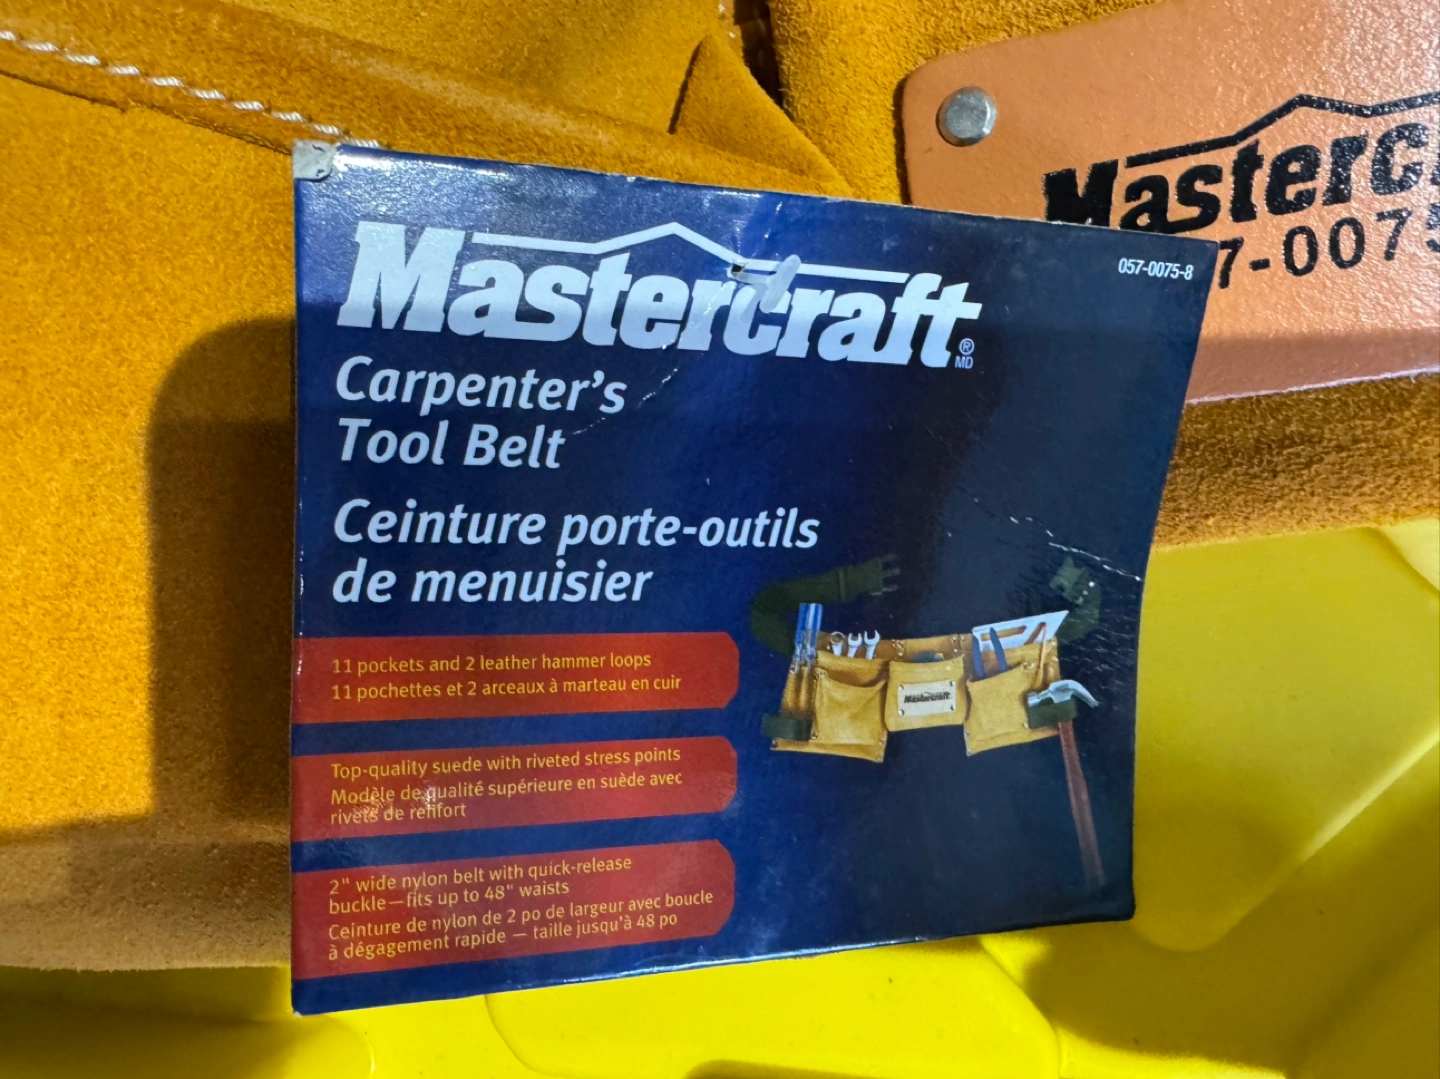 Mastercraft
® MD
057-0075-8
Carpenter's
Tool Belt
Ceinture porte-outils
de menuisier
11 pockets and 2 leather hammer loops
11 pochettes et 2 arceaux à marteau en cuir
Top-quality suede with riveted stress points
Modèle de qualité supérieure en suède avec
rivets de renfort
2" wide nylon belt with quick-release
buckle—fits up to 48" waists
Ceinture de nylon de 2 po de largeur avec boucle
à dégagement rapide — taille jusqu'à 48 po
Mastercraft
Masterc
7-0075